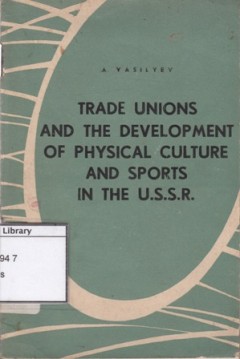 A. VASILYEV
TRADE UNIONS
AND THE DEVELOPMENT
OF PHYSICAL CULTURE
AND SPORTS
IN THE U.S.S.R.
Library
94 7
s